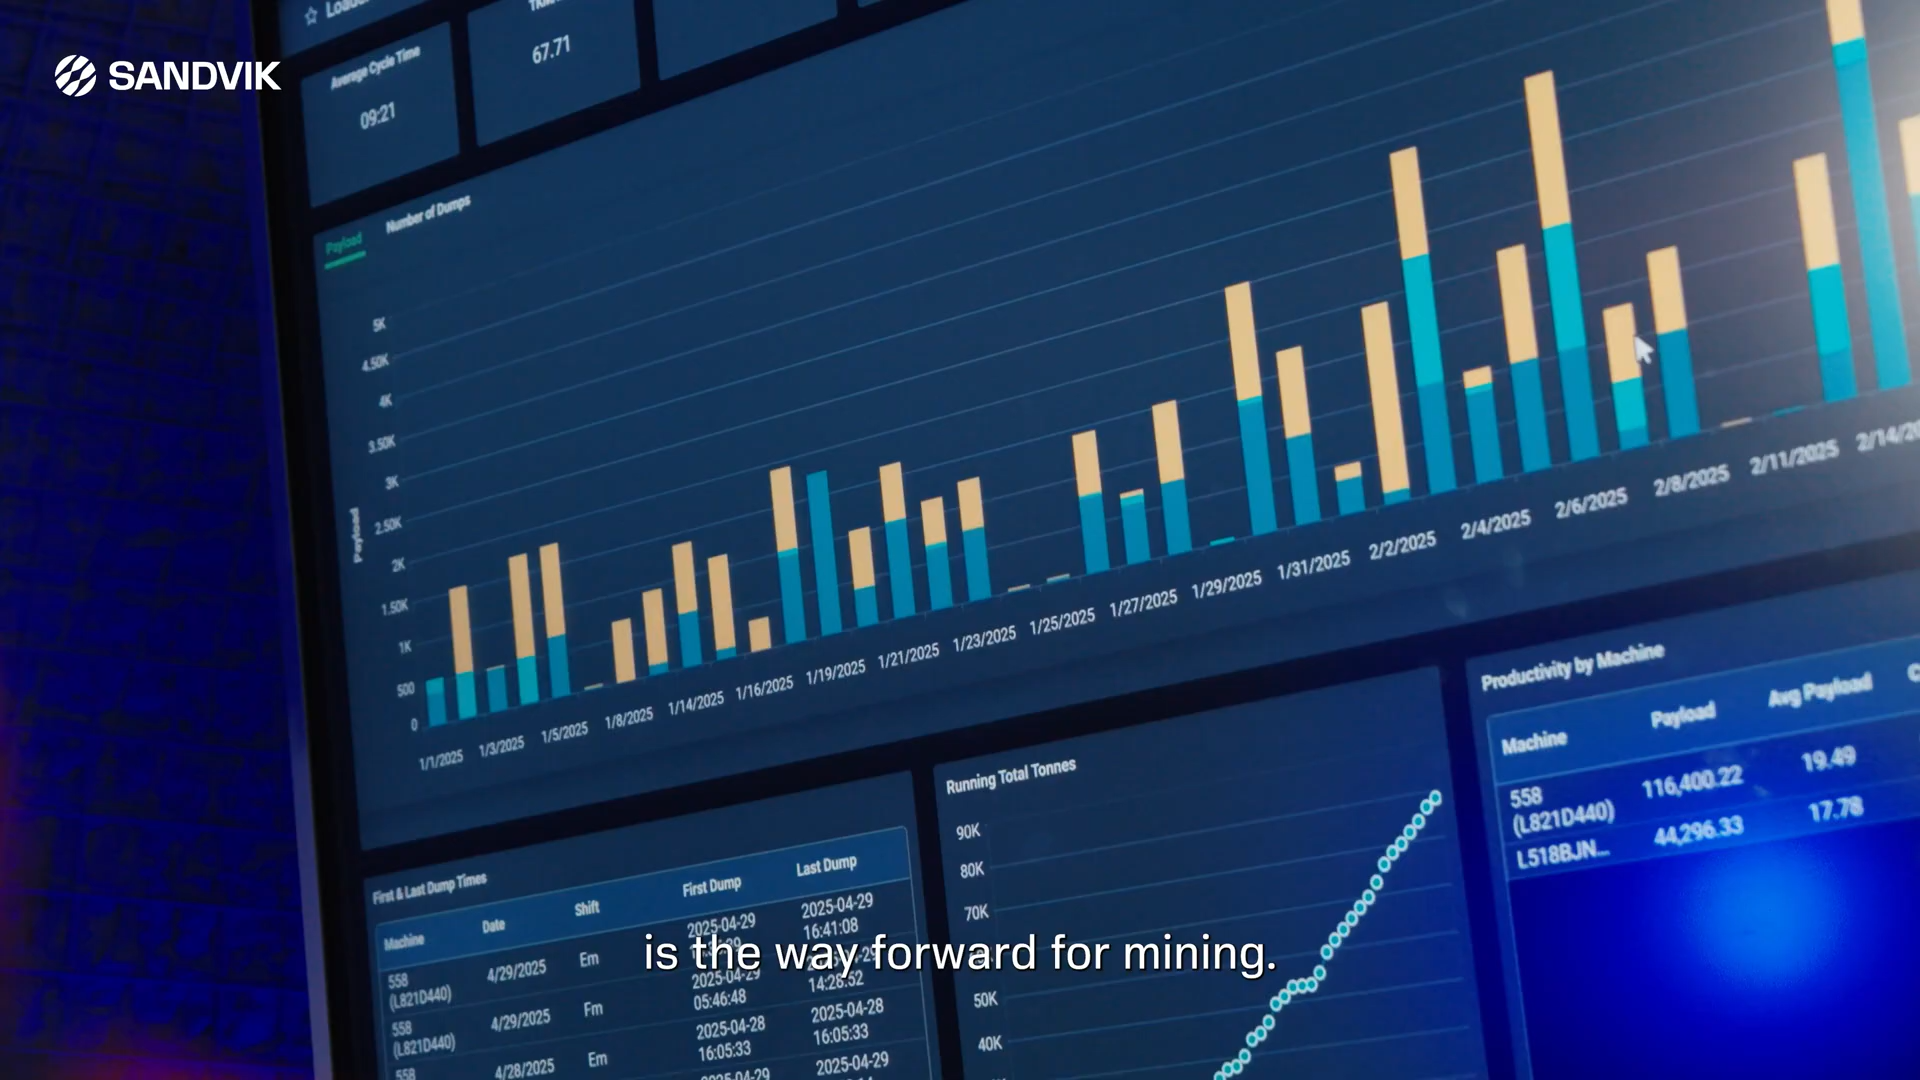 SANDVIK
Average Cycle Time
09:21
67.71
Payload
Number of Dumps
5K
4.50K
4K
3.50K
3K
2.50K
2K
1.50K
1K
500
0
Payload
1/1/2025
1/3/2025
1/5/2025
1/8/2025
1/14/2025
1/16/2025
1/19/2025
1/21/2025
1/23/2025
1/25/2025
1/27/2025
1/29/2025
1/31/2025
2/2/2025
2/4/2025
2/6/2025
2/8/2025
2/11/2025
First & Last Dump Times
Machine Date Shift First Dump Last Dump
558 (L821D440) 4/29/2025 Em 2025-04-29 2025-04-29 16:41:08
558 (L821D440) 4/29/2025 Fm 05:46:48 14:28:52
558 4/28/2025 Em 2025-04-28 16:05:33 2025-04-28 16:05:33
2025-04-29
Running Total Tonnes
90K
80K
70K
50K
40K
Productivity by Machine
Machine Payload Avg Payload
558 (L821D440) 116,400.22 19.49
L518BJN... 44,296.33 17.78
is the way forward for mining.